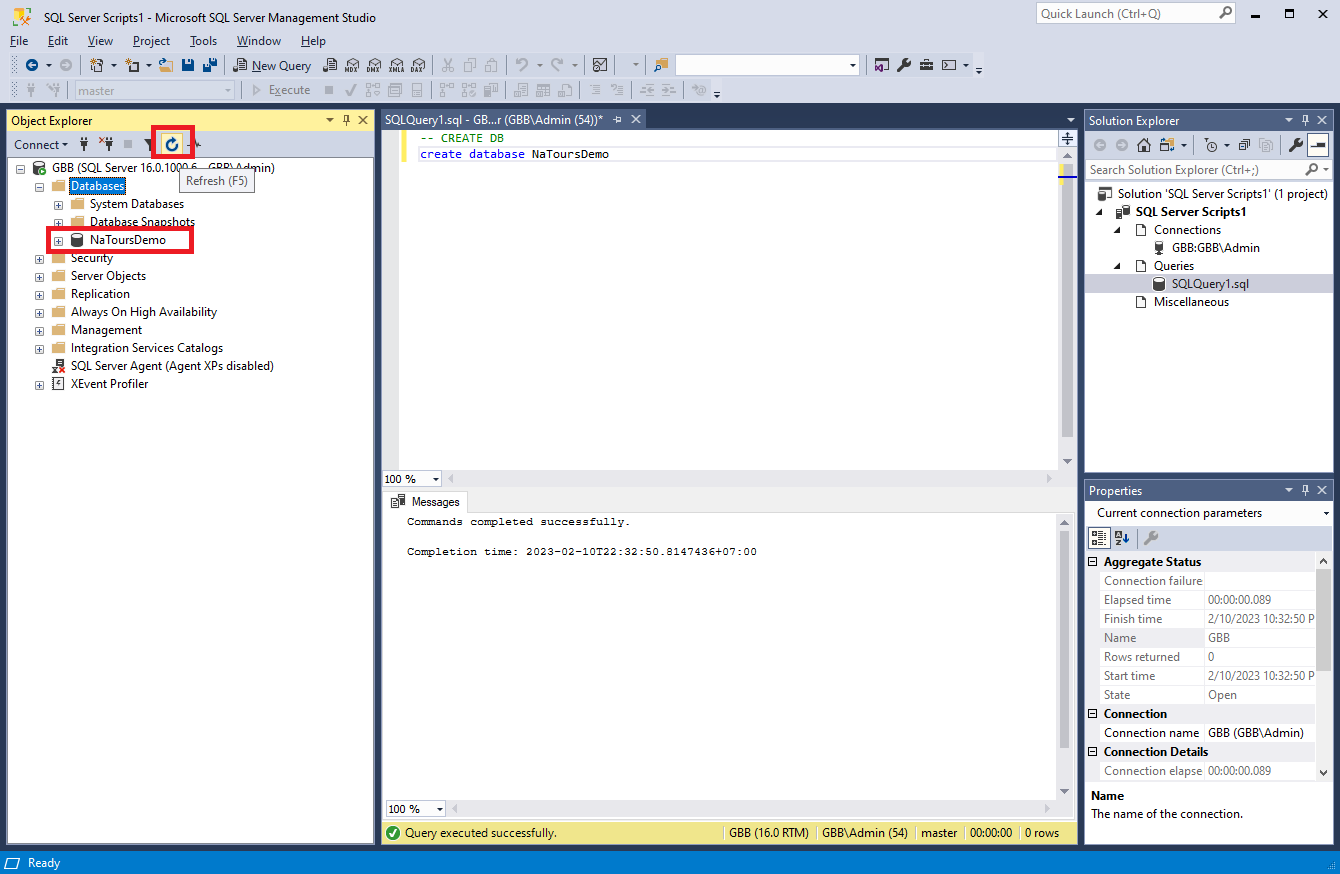 SQL Server Scripts1 - Microsoft SQL Server Management Studio
Quick Launch (Ctrl+Q)
File Edit View Project Tools Window Help
New Query
MDX DMX XMLA DAX
master
Execute
Object Explorer
Connect
Refresh (F5)
GBB (SQL Server 16.0.1000.6 - GBB\Admin)
Databases
System Databases
Database Snapshots
NaToursDemo
Security
Server Objects
Replication
Always On High Availability
Management
Integration Services Catalogs
SQL Server Agent (Agent XPs disabled)
XEvent Profiler
SQLQuery1.sql - GB...r (GBB\Admin (54))*
-- CREATE DB
create database NaToursDemo
100 %
Messages
Commands completed successfully.
Completion time: 2023-02-10T22:32:50.8147436+07:00
100 %
Query executed successfully.
GBB (16.0 RTM)
GBB\Admin (54)
master
00:00:00
0 rows
Solution Explorer
Search Solution Explorer (Ctrl+;)
Solution 'SQL Server Scripts1' (1 project)
SQL Server Scripts1
Connections
GBB:GBB\Admin
Queries
SQLQuery1.sql
Miscellaneous
Properties
Current connection parameters
Aggregate Status
Connection failure
Elapsed time 00:00:00.089
Finish time 2/10/2023 10:32:50 P
Name GBB
Rows returned 0
Start time 2/10/2023 10:32:50 P
State Open
Connection
Connection name GBB (GBB\Admin)
Connection Details
Connection elapse 00:00:00.089
Name
The name of the connection.
Ready